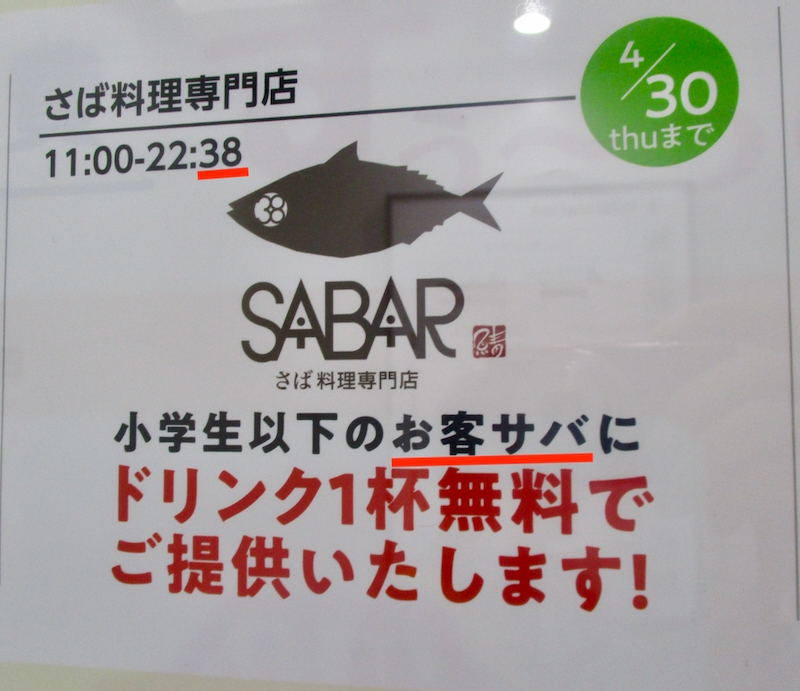 さば料理専門店
4/30
thuまで
11:00-22:38
38
SABAR
鯖
さば料理専門店
小学生以下のお客サバに
ドリンク1杯無料で
ご提供いたします!